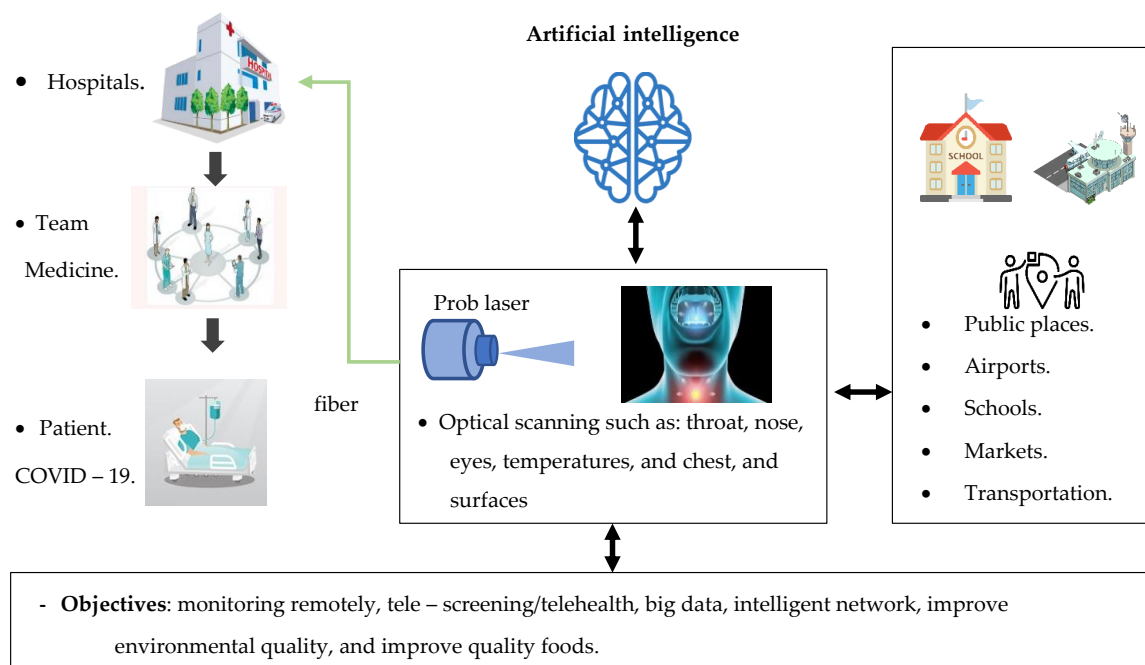 Artificial intelligence
• Hospitals.
HOSPITAL
• Team
Medicine.
• Patient.
COVID – 19.
fiber
Prob laser
• Optical scanning such as: throat, nose,
eyes, temperatures, and chest, and
surfaces
SCHOOL
• Public places.
• Airports.
• Schools.
• Markets.
• Transportation.
- Objectives: monitoring remotely, tele – screening/telehealth, big data, intelligent network, improve
environmental quality, and improve quality foods.